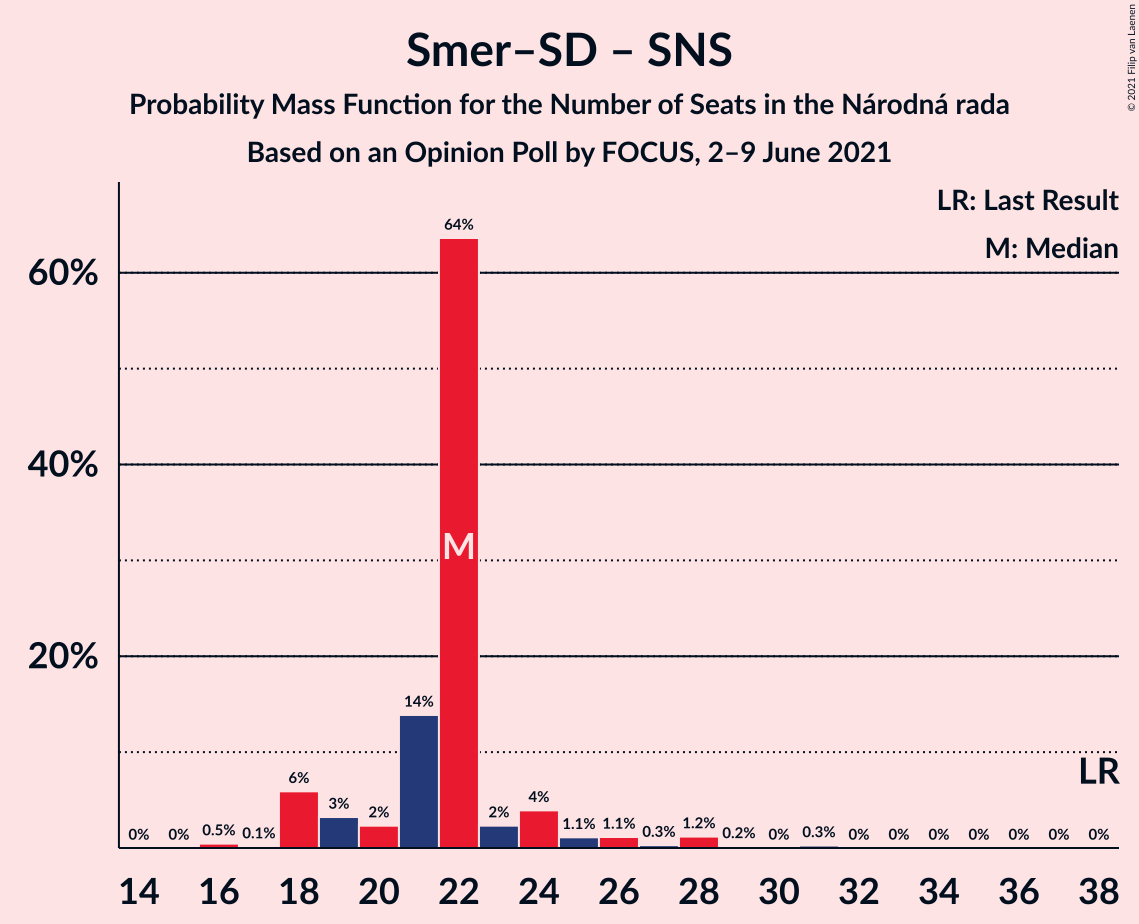 Smer–SD – SNS
Probability Mass Function for the Number of Seats in the Národná rada
Based on an Opinion Poll by FOCUS, 2–9 June 2021
© 2021 Filip van Laenen
LR: Last Result
M: Median
60%
40%
20%
0% 0% 0.5% 0.1% 6% 3% 2% 14% 64% 2% 4% 1.1% 1.1% 0.3% 1.2% 0.2% 0% 0.3% 0% 0% 0% 0% 0% 0% 0%
M
LR
14 16 18 20 22 24 26 28 30 32 34 36 38